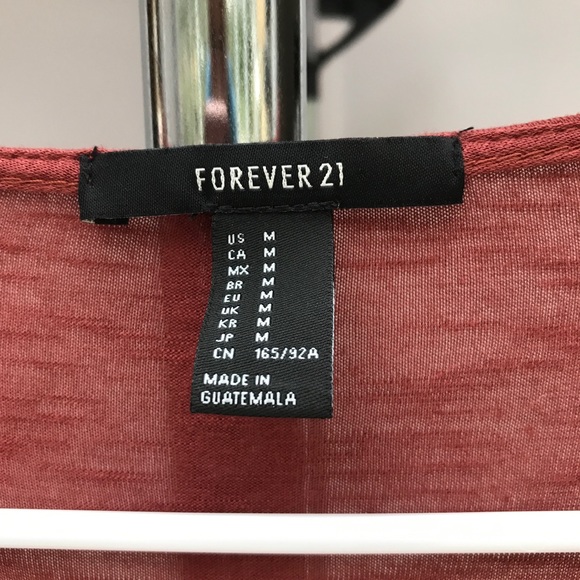 FOREVER 21
US M
CA M
MX M
BR M
EU M
UK M
KR M
JP M
CN 165/92A
MADE IN
GUATEMALA